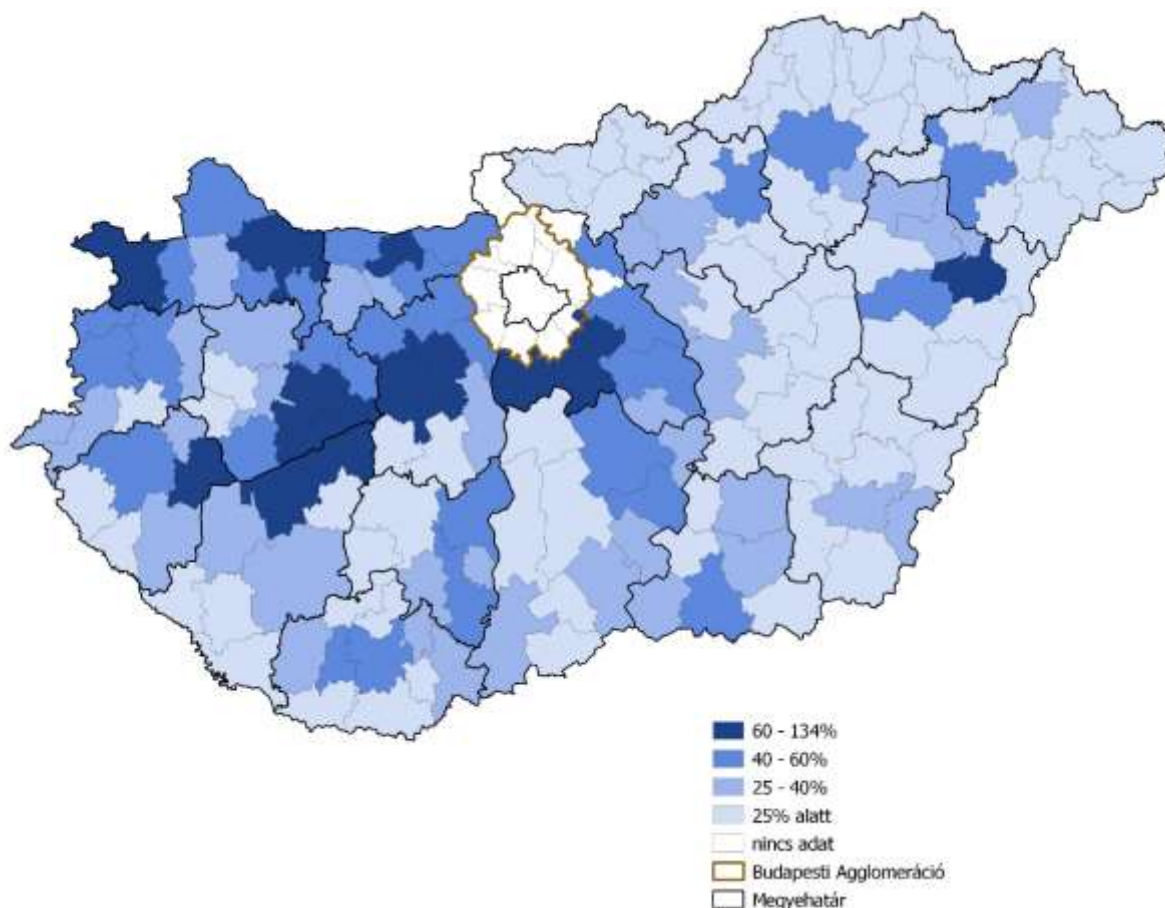 60 - 134%
40 - 60%
25 - 40%
25% alatt
nincs adat
Budapesti Agglomeráció
Megyehatár